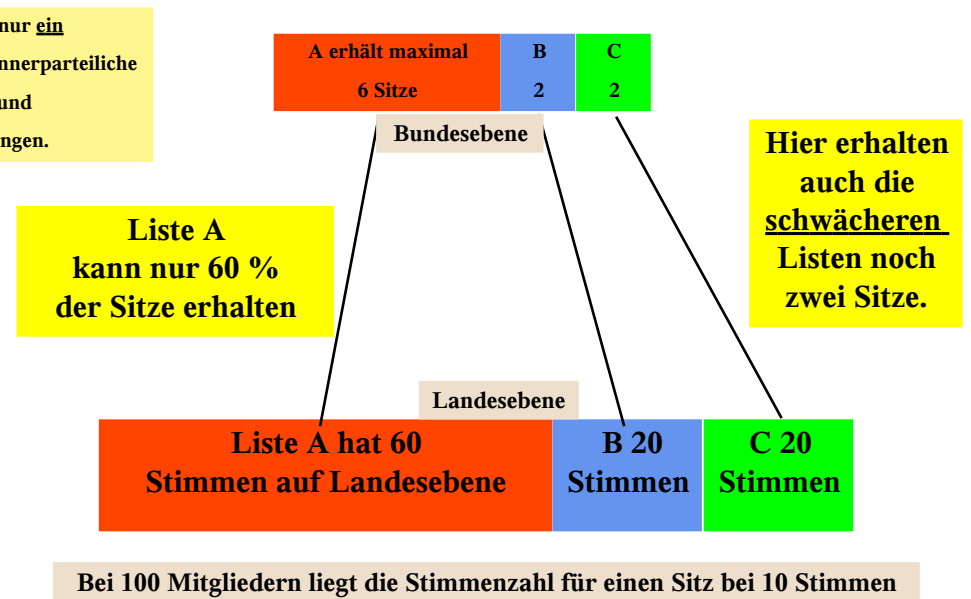 nur ein
nnerparteiliche
und
ngen.
A erhält maximal
6 Sitze
B
2
C
2
Bundesebene
Hier erhalten
auch die
schwächeren
Listen noch
zwei Sitze.
Liste A
kann nur 60 %
der Sitze erhalten
Landesebene
Liste A hat 60
Stimmen auf Landesebene
B 20
Stimmen
C 20
Stimmen
Bei 100 Mitgliedern liegt die Stimmenzahl für einen Sitz bei 10 Stimmen